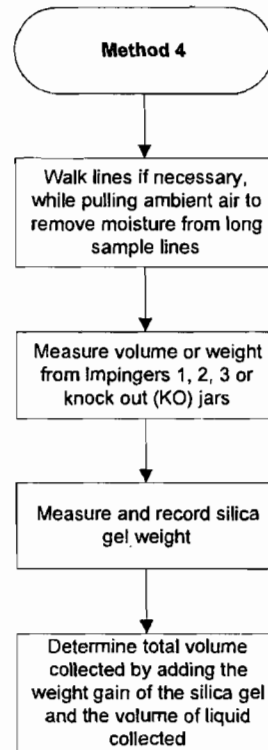 Method 4
Walk lines if necessary,
while pulling ambient air to
remove moisture from long
sample lines
Measure volume or weight
from Impingers 1, 2, 3 or
knock out (KO) jars
Measure and record silica
gel weight
Determine total volume
collected by adding the
weight gain of the silica gel
and the volume of liquid
collected